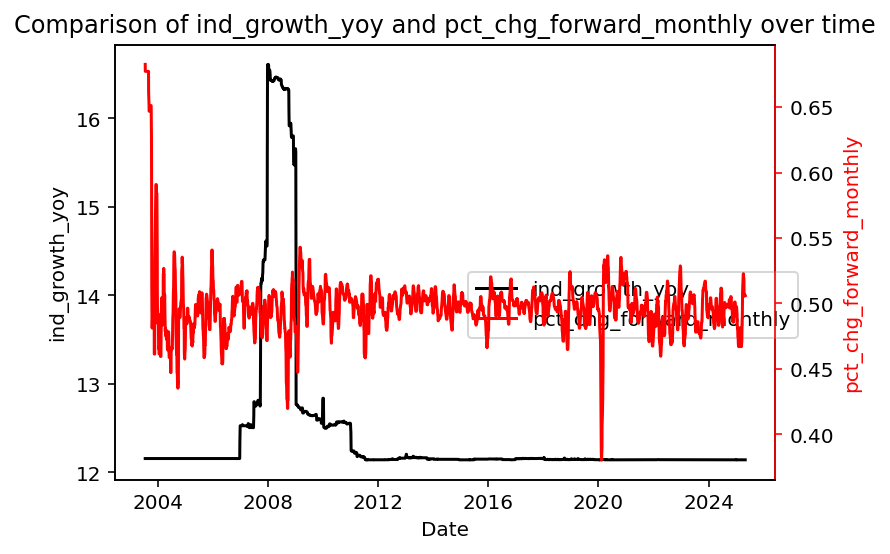 Comparison of ind_growth_yoy and pct_chg_forward_monthly over time
ind_growth_yoy
16
15
14
13
12
0.65
0.60
0.55
0.50
0.45
0.40
pct_chg_forward_monthly
ind_growth_yoy
pct_chg_forward_monthly
2004
2008
2012
2016
2020
2024
Date